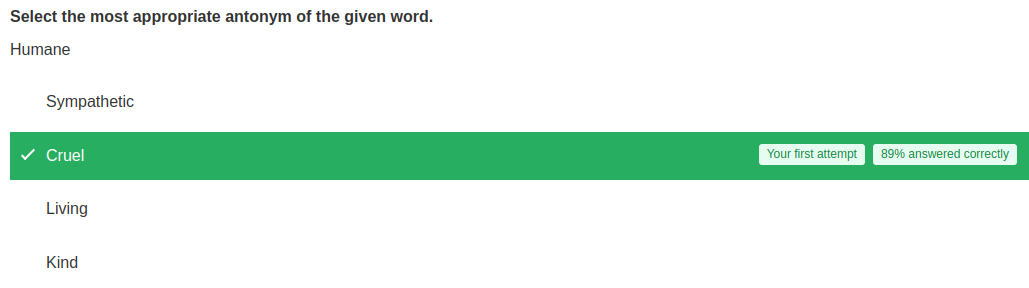 Select the most appropriate antonym of the given word.
Humane
Sympathetic
Cruel Your first attempt 89% answered correctly
Living
Kind